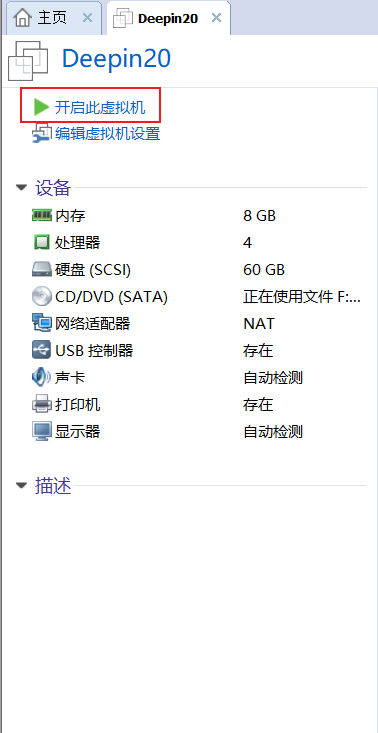 主页 Deepin20
Deepin20
开启此虚拟机
编辑虚拟机设置
设备
内存 8 GB
处理器 4
硬盘 (SCSI) 60 GB
CD/DVD (SATA) 正在使用文件 F:...
网络适配器 NAT
USB 控制器 存在
声卡 自动检测
打印机 存在
显示器 自动检测
描述